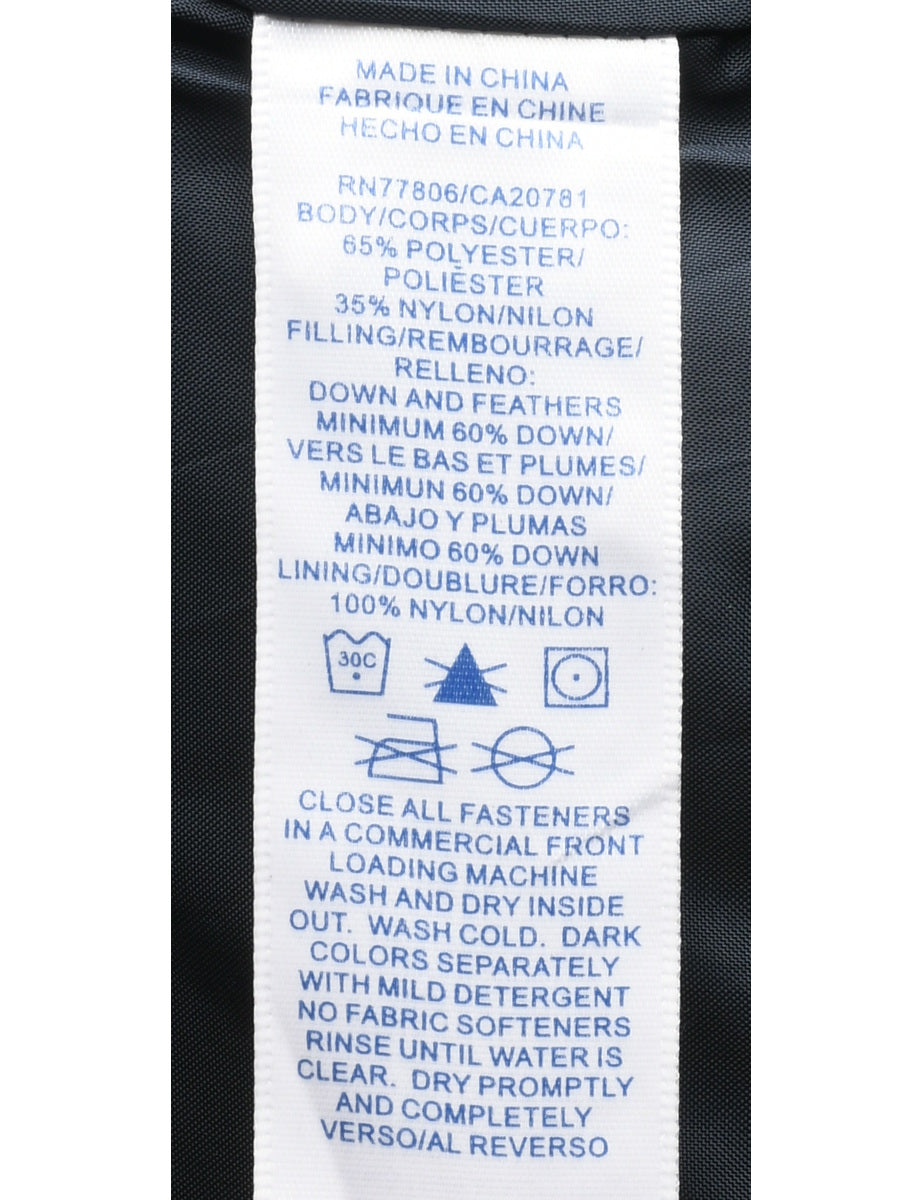 MADE IN CHINA
FABRIQUE EN CHINE
HECHO EN CHINA
RN77806/CA20781
BODY/CORPS/CUERPO:
65% POLYESTER/
POLIÈSTER
35% NYLON/NILON
FILLING/REMBOURRAGE/
RELLENO:
DOWN AND FEATHERS
MINIMUM 60% DOWN/
VERS LE BAS ET PLUMES/
MINIMUN 60% DOWN/
ABAJO Y PLUMAS
MINIMO 60% DOWN
LINING/DOUBLURE/FORRO:
100% NYLON/NILON
30C
CLOSE ALL FASTENERS
IN A COMMERCIAL FRONT
LOADING MACHINE
WASH AND DRY INSIDE
OUT. WASH COLD. DARK
COLORS SEPARATELY
WITH MILD DETERGENT
NO FABRIC SOFTENERS
RINSE UNTIL WATER IS
CLEAR. DRY PROMPTLY
AND COMPLETELY
VERSO/AL REVERSO